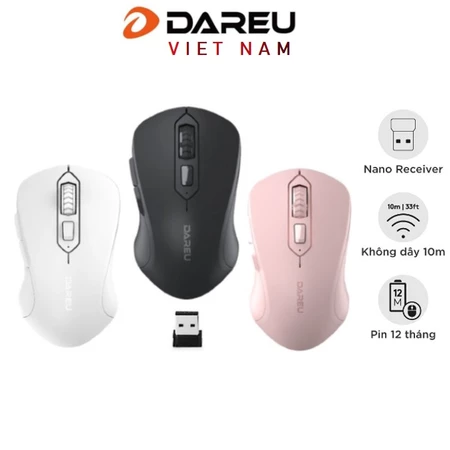 DAREU
VIET NAM
Nano Receiver
10m | 33ft
Không dây 10m
12
M
Pin 12 tháng
DAREU
DAREU
DAREU